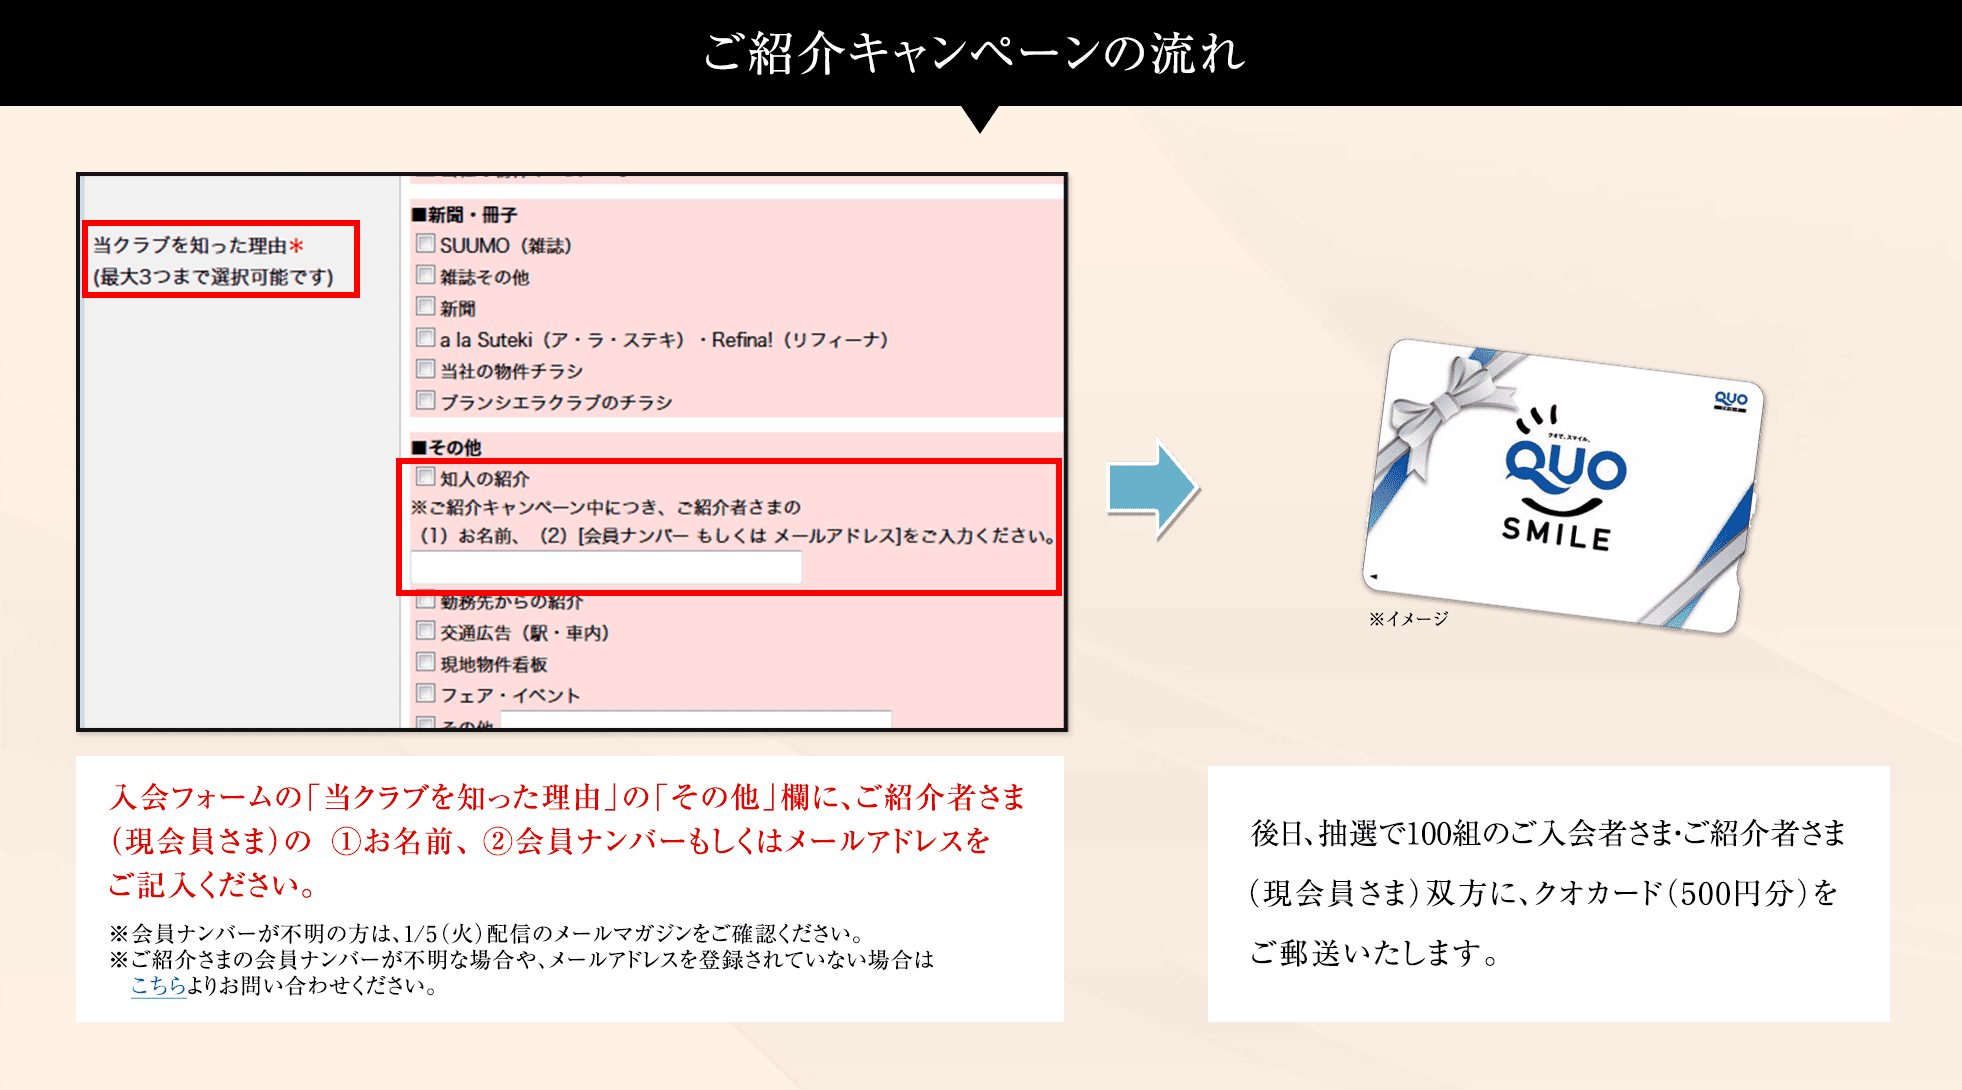 ご紹介キャンペーンの流れ
当クラブを知った理由*
(最大3つまで選択可能です)
■新聞・冊子
SUUMO（雑誌）
雑誌その他
新聞
a la Suteki（ア・ラ・ステキ）・Refina!（リフィーナ）
当社の物件チラシ
ブランシエラクラブのチラシ
■その他
知人の紹介
※ご紹介キャンペーン中につき、ご紹介者さまの
（1）お名前、（2）[会員ナンバー もしくは メールアドレス]をご入力ください。
勤務先からの紹介
交通広告（駅・車内）
現地物件看板
フェア・イベント
その他
QUO
クオで、スマイル。
QUO
SMILE
※イメージ
入会フォームの「当クラブを知った理由」の「その他」欄に、ご紹介者さま
（現会員さま）の ①お名前、②会員ナンバーもしくはメールアドレスを
ご記入ください。
※会員ナンバーが不明の方は、1/5（火）配信のメールマガジンをご確認ください。
※ご紹介さまの会員ナンバーが不明な場合や、メールアドレスを登録されていない場合は
こちらよりお問い合わせください。
後日、抽選で100組のご入会者さま・ご紹介者さま
（現会員さま）双方に、クオカード（500円分）を
ご郵送いたします。